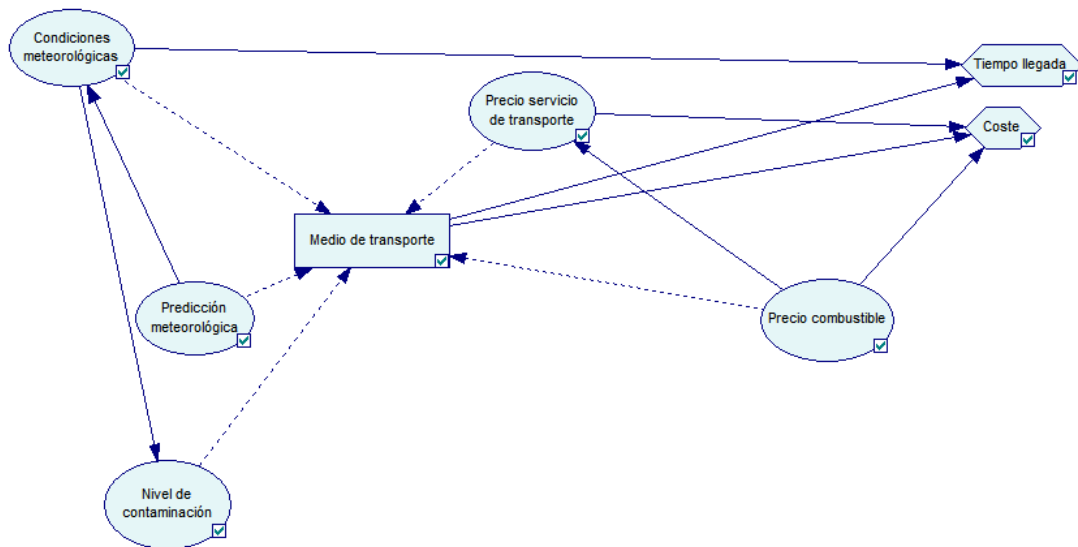 Condiciones
meteorológicas
Tiempo llegada
Precio servicio
de transporte
Coste
Medio de transporte
Predicción
meteorológica
Precio combustible
Nivel de
contaminación